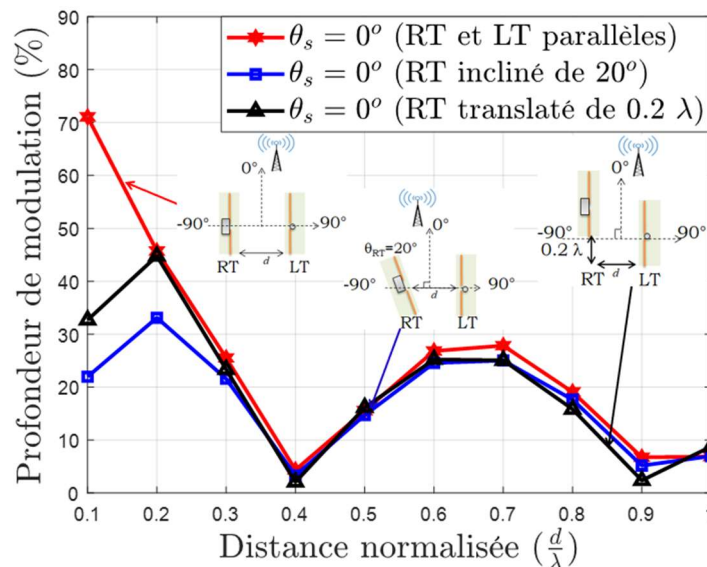 Profondeur de modulation (%)
90
80
70
60
50
40
30
20
10
0
θs = 0° (RT et LT parallèles)
θs = 0° (RT incliné de 20°)
θs = 0° (RT translaté de 0.2 λ)
0°
-90°
90°
d
RT
LT
0°
θRT=20°
-90°
90°
d
RT
LT
0°
-90°
90°
0.2 λ
d
RT
LT
0.1 0.2 0.3 0.4 0.5 0.6 0.7 0.8 0.9
Distance normalisée (d/λ)